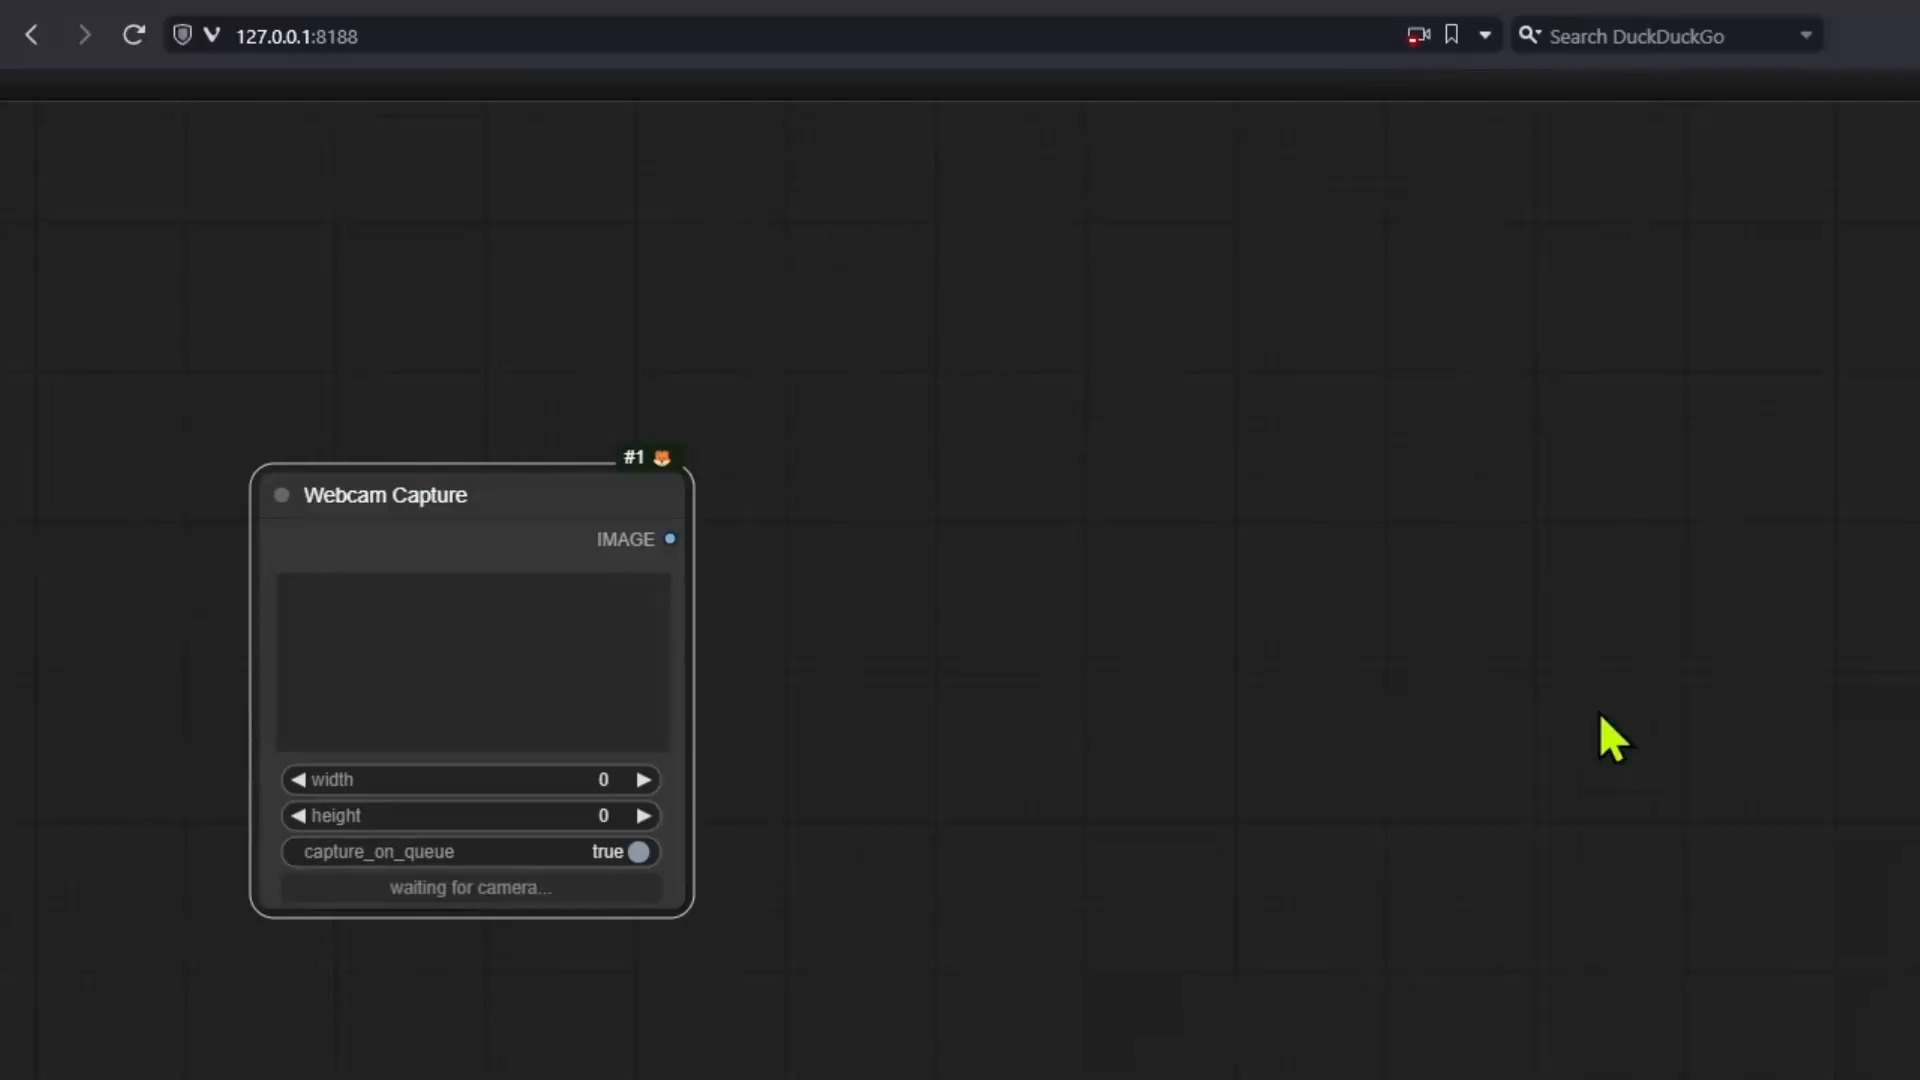 127.0.0.1:8188
Search DuckDuckGo
#1
Webcam Capture
IMAGE
width 0
height 0
capture_on_queue true
waiting for camera...